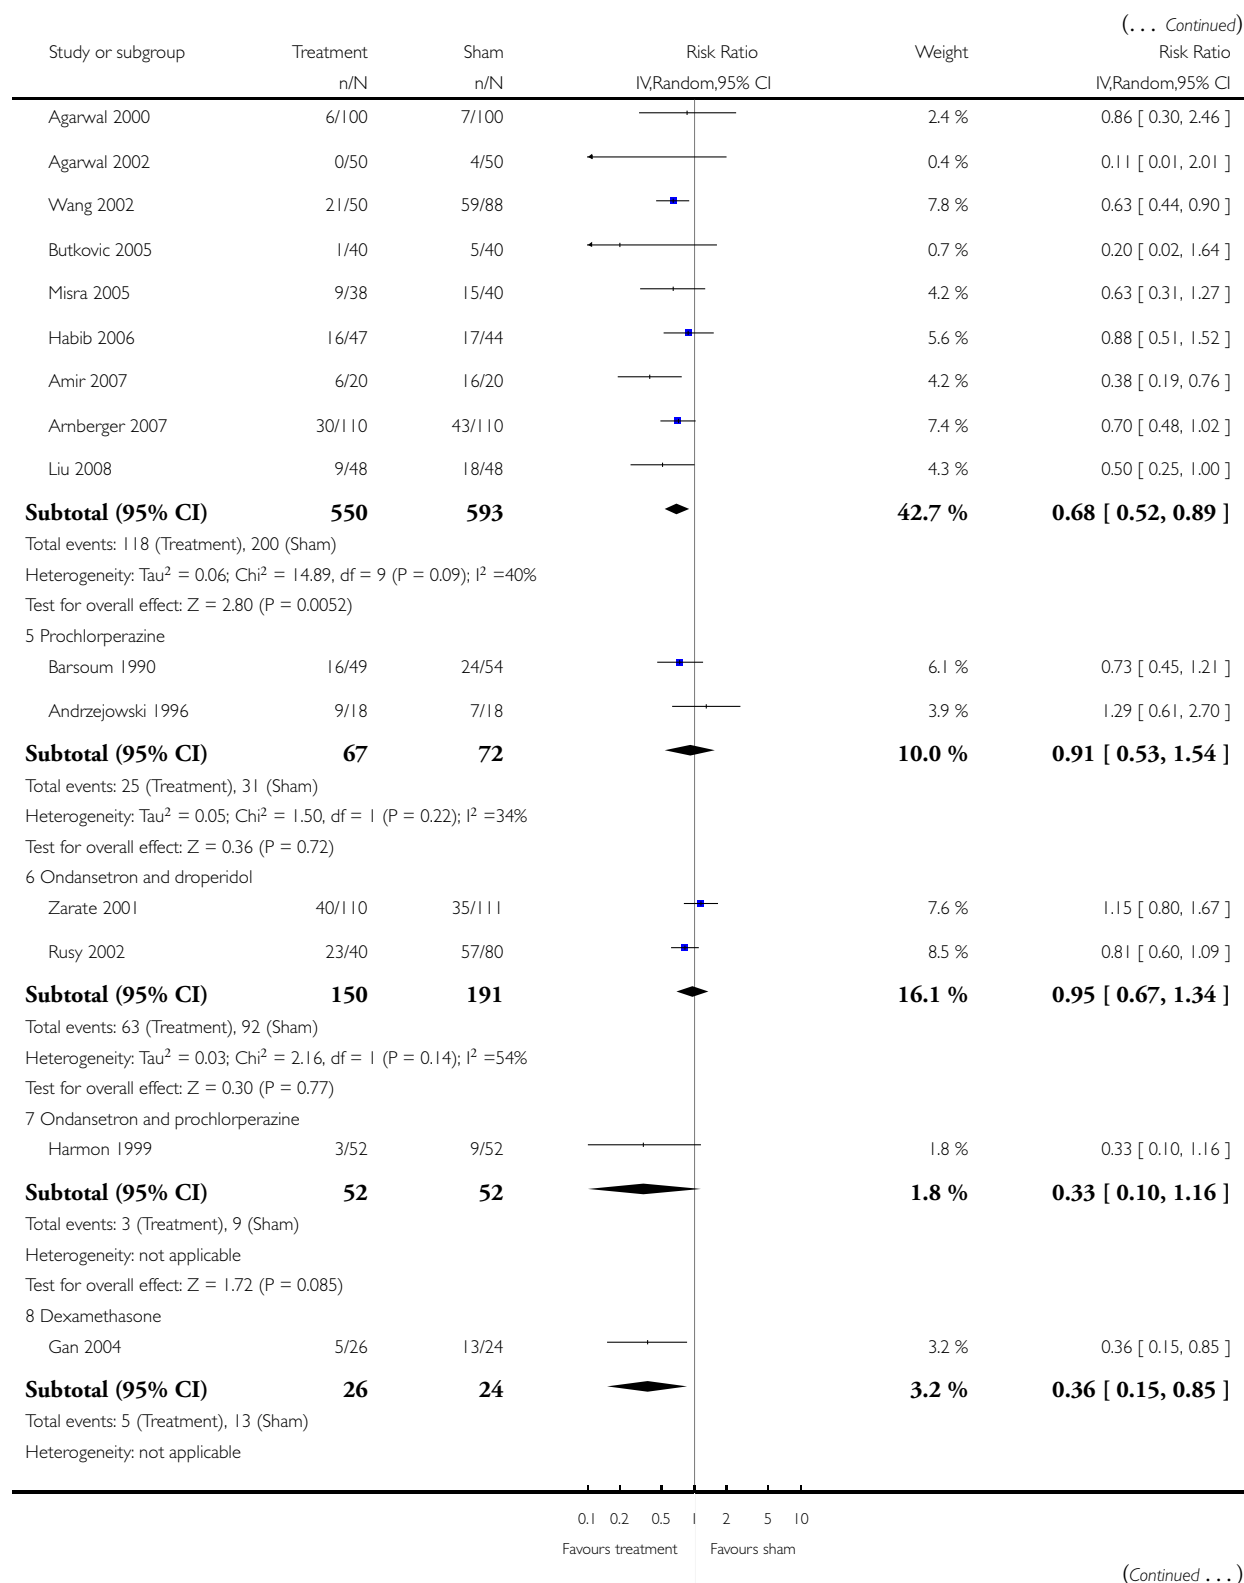 (... Continued)
Study or subgroup Treatment Sham Risk Ratio Weight Risk Ratio
n/N n/N IV,Random,95% CI IV,Random,95% CI
Agarwal 2000 6/100 7/100 2.4 % 0.86 [ 0.30, 2.46 ]
Agarwal 2002 0/50 4/50 0.4 % 0.11 [ 0.01, 2.01 ]
Wang 2002 21/50 59/88 7.8 % 0.63 [ 0.44, 0.90 ]
Butkovic 2005 1/40 5/40 0.7 % 0.20 [ 0.02, 1.64 ]
Misra 2005 9/38 15/40 4.2 % 0.63 [ 0.31, 1.27 ]
Habib 2006 16/47 17/44 5.6 % 0.88 [ 0.51, 1.52 ]
Amir 2007 6/20 16/20 4.2 % 0.38 [ 0.19, 0.76 ]
Arnberger 2007 30/110 43/110 7.4 % 0.70 [ 0.48, 1.02 ]
Liu 2008 9/48 18/48 4.3 % 0.50 [ 0.25, 1.00 ]
Subtotal (95% CI) 550 593 42.7 % 0.68 [ 0.52, 0.89 ]
Total events: 118 (Treatment), 200 (Sham)
Heterogeneity: Tau² = 0.06; Chi² = 14.89, df = 9 (P = 0.09); I² =40%
Test for overall effect: Z = 2.80 (P = 0.0052)
5 Prochlorperazine
Barsoum 1990 16/49 24/54 6.1 % 0.73 [ 0.45, 1.21 ]
Andrzejowski 1996 9/18 7/18 3.9 % 1.29 [ 0.61, 2.70 ]
Subtotal (95% CI) 67 72 10.0 % 0.91 [ 0.53, 1.54 ]
Total events: 25 (Treatment), 31 (Sham)
Heterogeneity: Tau² = 0.05; Chi² = 1.50, df = 1 (P = 0.22); I² =34%
Test for overall effect: Z = 0.36 (P = 0.72)
6 Ondansetron and droperidol
Zarate 2001 40/110 35/111 7.6 % 1.15 [ 0.80, 1.67 ]
Rusy 2002 23/40 57/80 8.5 % 0.81 [ 0.60, 1.09 ]
Subtotal (95% CI) 150 191 16.1 % 0.95 [ 0.67, 1.34 ]
Total events: 63 (Treatment), 92 (Sham)
Heterogeneity: Tau² = 0.03; Chi² = 2.16, df = 1 (P = 0.14); I² =54%
Test for overall effect: Z = 0.30 (P = 0.77)
7 Ondansetron and prochlorperazine
Harmon 1999 3/52 9/52 1.8 % 0.33 [ 0.10, 1.16 ]
Subtotal (95% CI) 52 52 1.8 % 0.33 [ 0.10, 1.16 ]
Total events: 3 (Treatment), 9 (Sham)
Heterogeneity: not applicable
Test for overall effect: Z = 1.72 (P = 0.085)
8 Dexamethasone
Gan 2004 5/26 13/24 3.2 % 0.36 [ 0.15, 0.85 ]
Subtotal (95% CI) 26 24 3.2 % 0.36 [ 0.15, 0.85 ]
Total events: 5 (Treatment), 13 (Sham)
Heterogeneity: not applicable
0.1 0.2 0.5 1 2 5 10
Favours treatment Favours sham
(Continued ...)